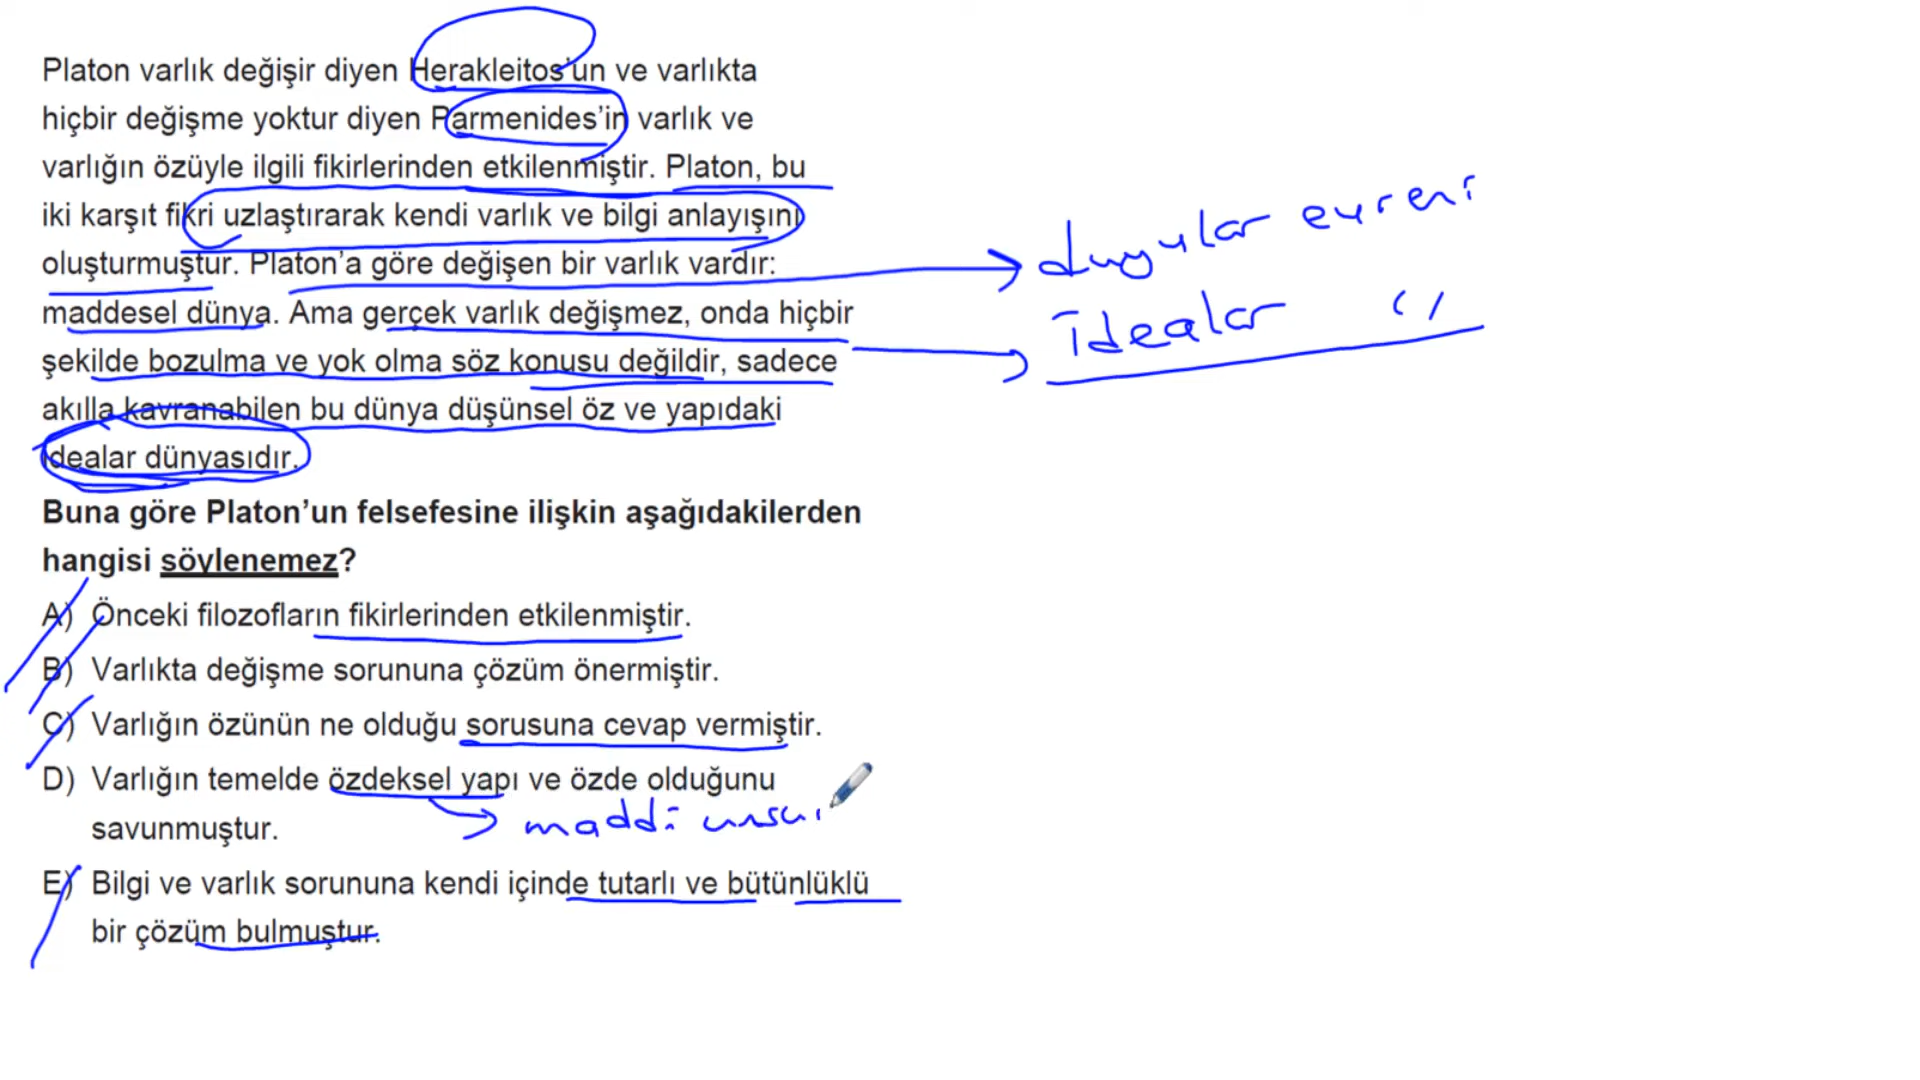 Platon varlık değişir diyen Herakleitos’un ve varlıkta
hiçbir değişme yoktur diyen Parmenides’in varlık ve
varlığın özüyle ilgili fikirlerinden etkilenmiştir. Platon, bu
iki karşıt fikri uzlaştırarak kendi varlık ve bilgi anlayışını
oluşturmuştur. Platon’a göre değişen bir varlık vardır:
maddesel dünya. Ama gerçek varlık değişmez, onda hiçbir
şekilde bozulma ve yok olma söz konusu değildir, sadece
akılla kavranabilen bu dünya düşünsel öz ve yapıdaki
idealar dünyasıdır.
duyular evreni
İdealar "
Buna göre Platon’un felsefesine ilişkin aşağıdakilerden
hangisi söylenemez?
A) Önceki filozofların fikirlerinden etkilenmiştir.
B) Varlıkta değişme sorununa çözüm önermiştir.
C) Varlığın özünün ne olduğu sorusuna cevap vermiştir.
D) Varlığın temelde özdeksel yapı ve özde olduğunu
savunmuştur.
maddi
E) Bilgi ve varlık sorununa kendi içinde tutarlı ve bütünlüklü
bir çözüm bulmuştur.